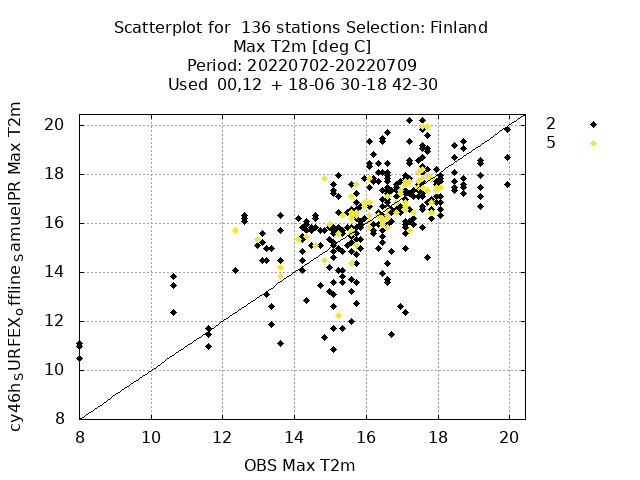 Scatterplot for  136 stations Selection: Finland
Max T2m [deg C]
Period: 20220702-20220709
Used  00,12  + 18-06 30-18 42-30
cy46h_SURFEX_offline_samuelPR Max T2m
20
18
16
14
12
10
8
8 10 12 14 16 18 20
OBS Max T2m
2
5